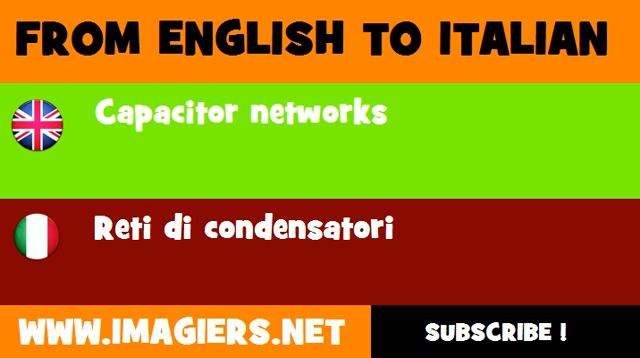 FROM ENGLISH TO ITALIAN
Capacitor networks
Reti di condensatori
WWW.IMAGIERS.NET
SUBSCRIBE !